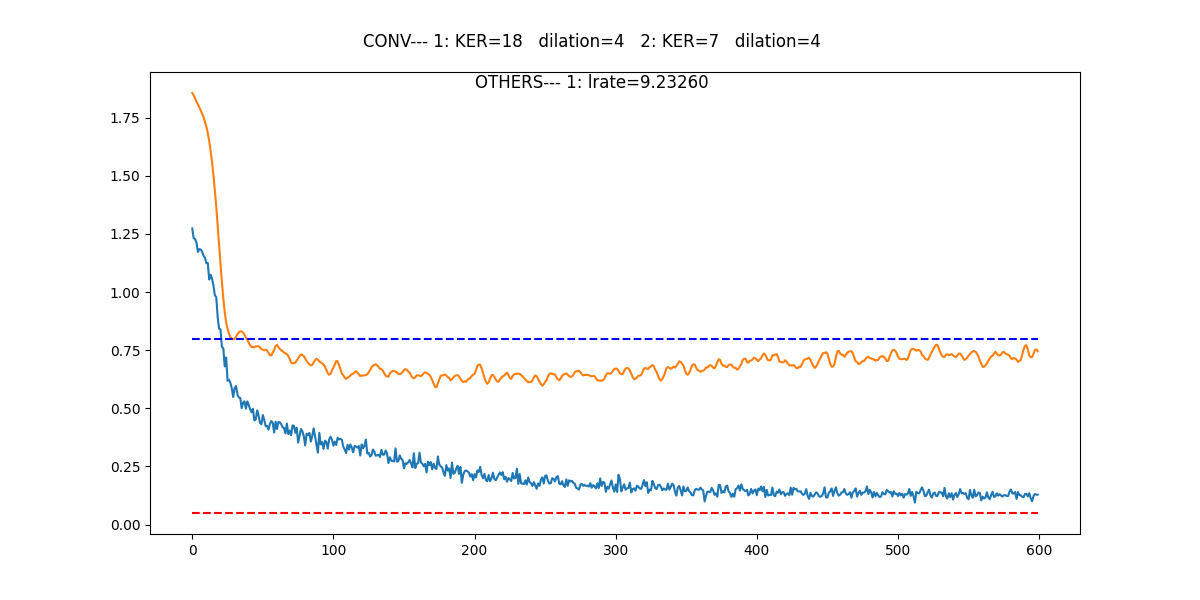 CONV--- 1: KER=18   dilation=4   2: KER=7   dilation=4
OTHERS--- 1: lrate=9.23260
1.75
1.50
1.25
1.00
0.75
0.50
0.25
0.00
0 100 200 300 400 500 600